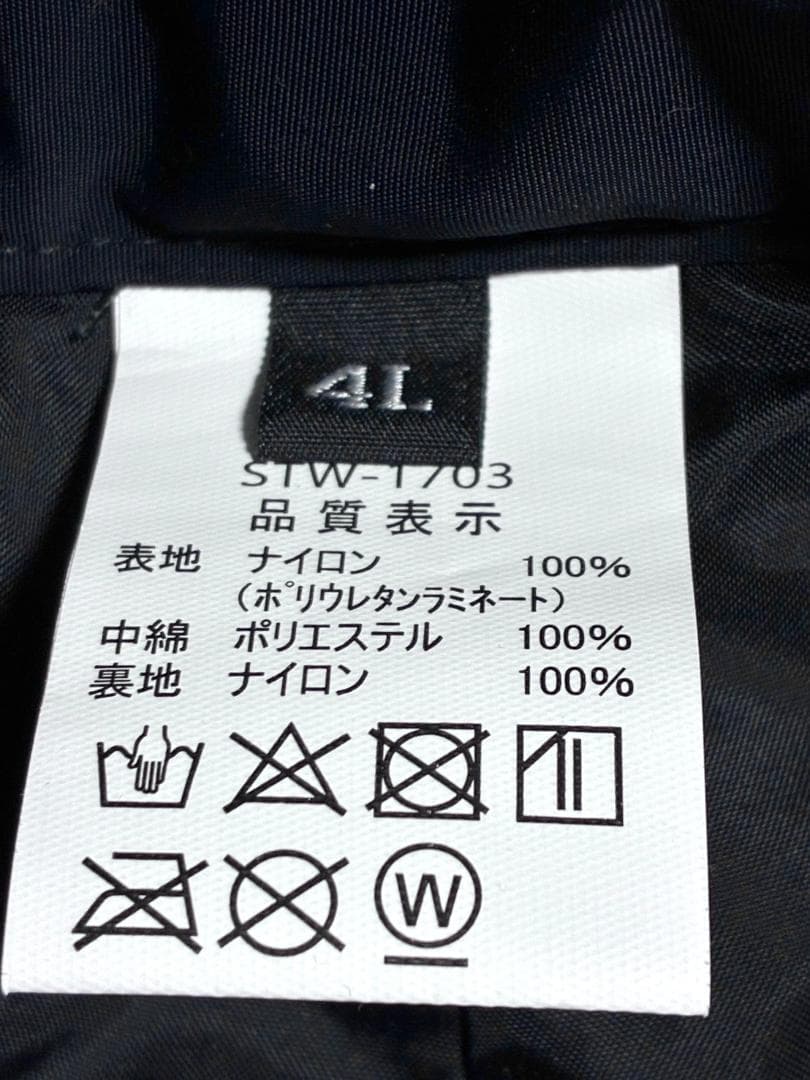 4L
STW-1703
品質表示
表地 ナイロン 100%
(ポリウレタンラミネート)
中綿 ポリエステル 100%
裏地 ナイロン 100%
W